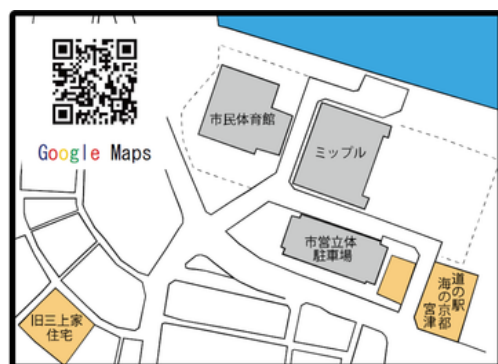 Google Maps
市民体育館
ミップル
市営立体
駐車場
道の駅
海の京都
宮津
旧三上家
住宅